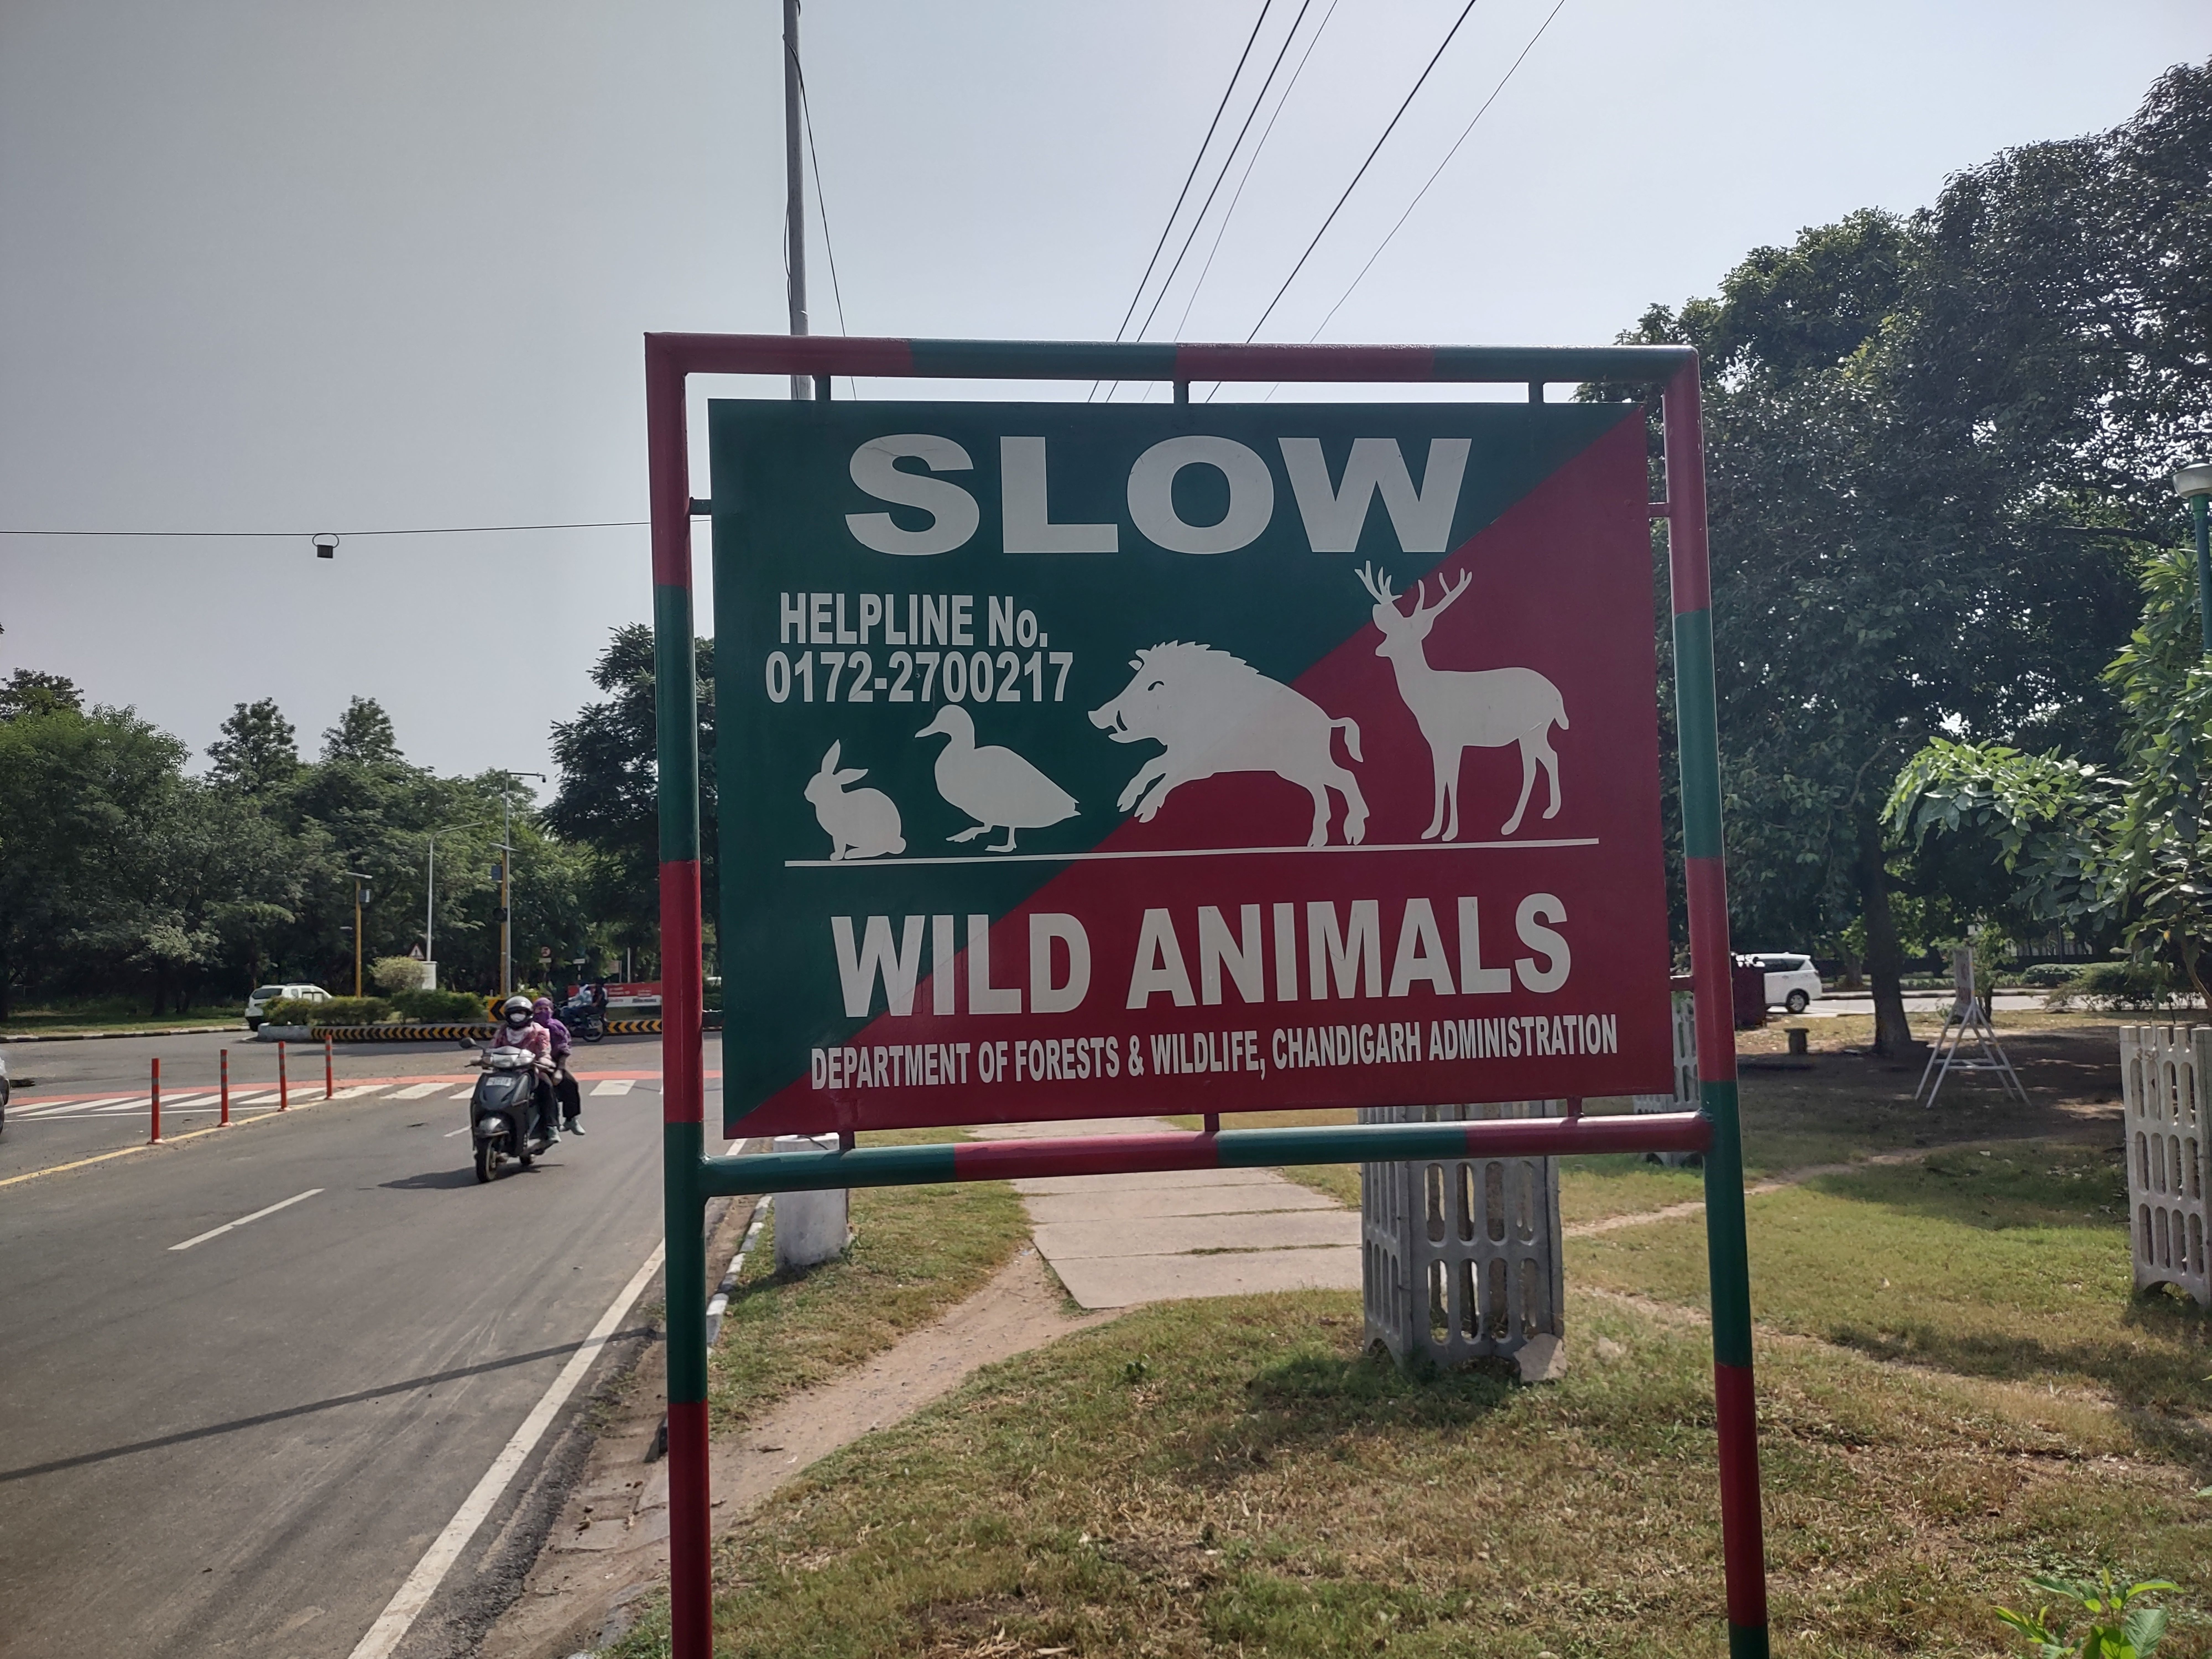 SLOW
HELPLINE No.
0172-2700217
WILD ANIMALS
DEPARTMENT OF FORESTS & WILDLIFE, CHANDIGARH ADMINISTRATION